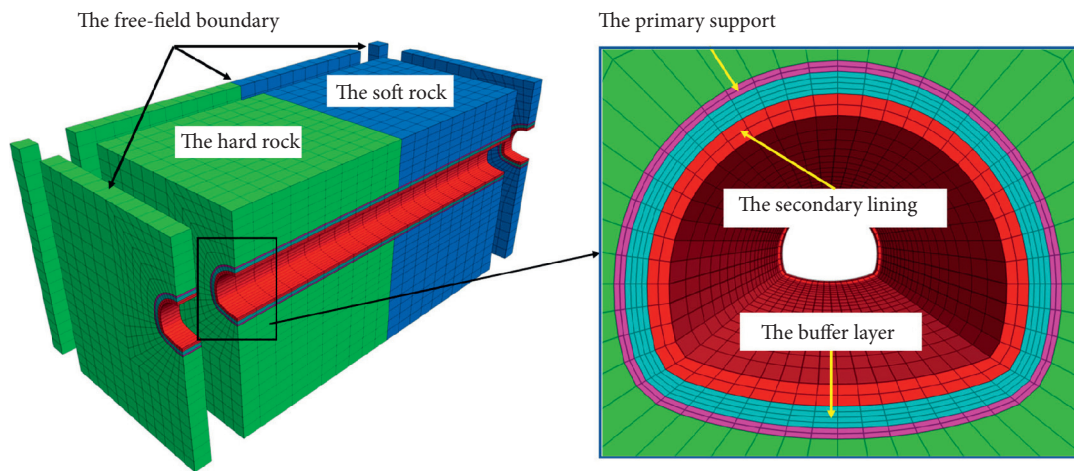 The free-field boundary
The primary support
The soft rock
The hard rock
The secondary lining
The buffer layer